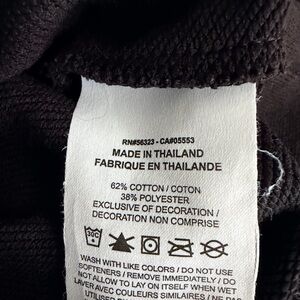 RN#56323 - CA#05553
MADE IN THAILAND
FABRIQUE EN THAILANDE
62% COTTON / COTON
38% POLYESTER
EXCLUSIVE OF DECORATION /
DECORATION NON COMPRISE
30C
WASH WITH LIKE COLORS / DO NOT USE
SOFTENERS / REMOVE IMMEDIATELY / DO
NOT ALLOW TO LAY ON ITSELF WHEN WET
LAVER AVEC COULEURS SIMILAIRES / NE PAS